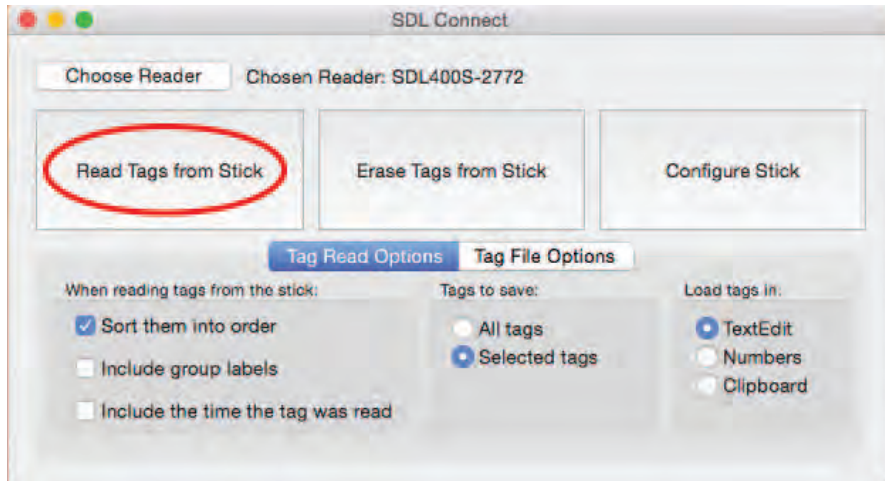 SDL Connect
Choose Reader Chosen Reader: SDL400S-2772
Read Tags from Stick Erase Tags from Stick Configure Stick
Tag Read Options Tag File Options
When reading tags from the stick: Tags to save: Load tags in:
Sort them into order All tags TextEdit
Include group labels Selected tags Numbers
Include the time the tag was read Clipboard